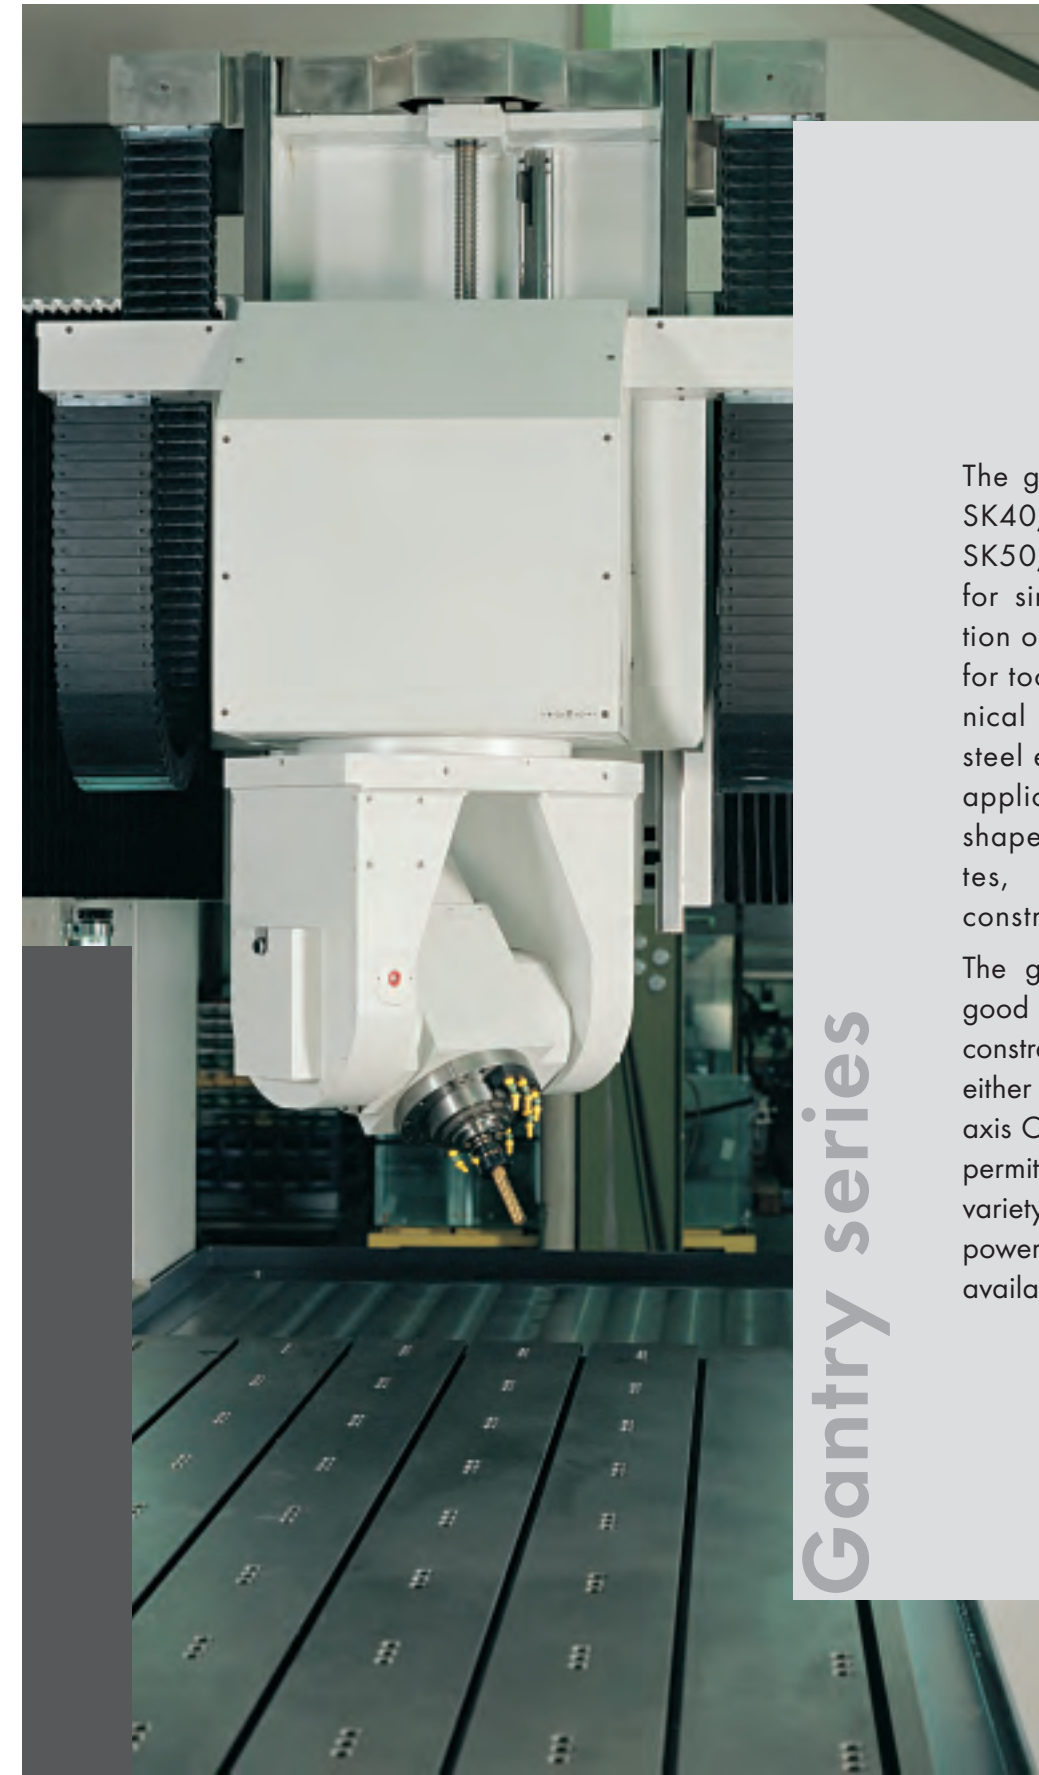 The g
SK40,
SK50,
for sin
tion o
for too
nical
steel e
applic
shape
tes,
constr
The g
good
constr
either
axis C
permit
variety
power
availa
Gantry series